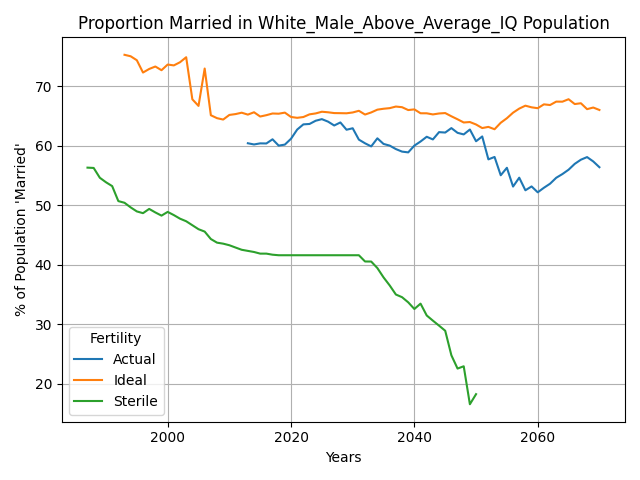 Proportion Married in White_Male_Above_Average_IQ Population
% of Population 'Married'
70
60
50
40
30
20
Fertility
Actual
Ideal
Sterile
2000
2020
2040
2060
Years